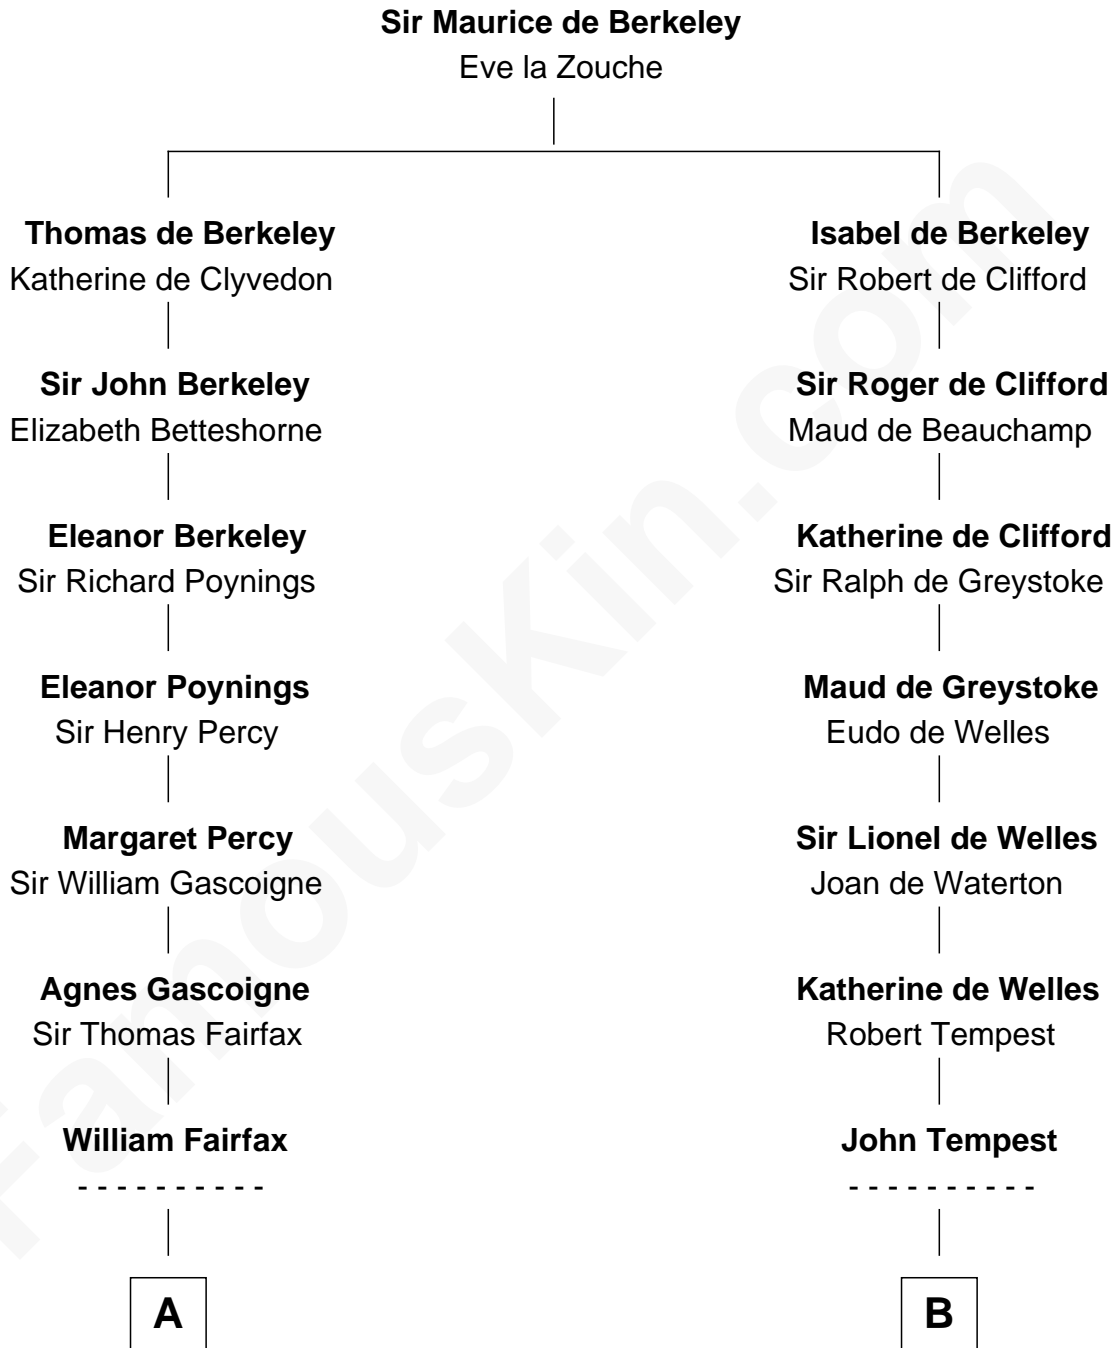 Sir Maurice de Berkeley
Eve la Zouche
Thomas de Berkeley
Katherine de Clyvedon
Sir John Berkeley
Elizabeth Betteshorne
Eleanor Berkeley
Sir Richard Poynings
Eleanor Poynings
Sir Henry Percy
Margaret Percy
Sir William Gascoigne
Agnes Gascoigne
Sir Thomas Fairfax
William Fairfax
- - - - - - - - - -
A
Isabel de Berkeley
Sir Robert de Clifford
Sir Roger de Clifford
Maud de Beauchamp
Katherine de Clifford
Sir Ralph de Greystoke
Maud de Greystoke
Eudo de Welles
Sir Lionel de Welles
Joan de Waterton
Katherine de Welles
Robert Tempest
John Tempest
- - - - - - - - - -
B
FamousKin.com